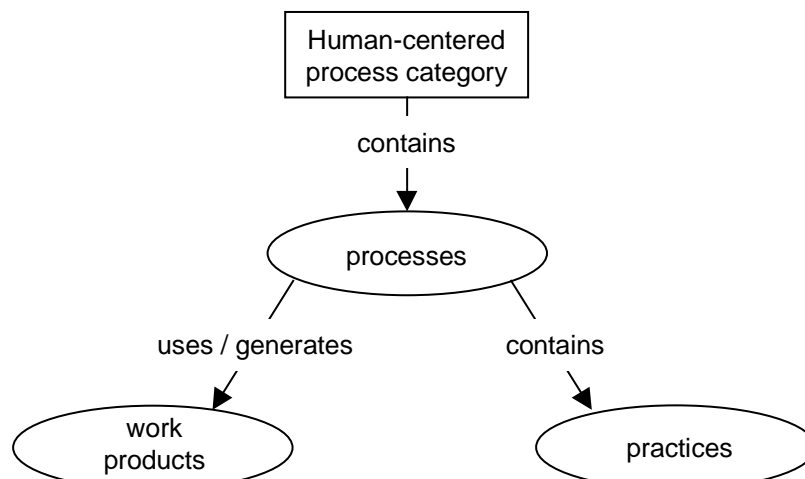 Human-centered
process category
contains
processes
uses / generates
contains
work
products
practices